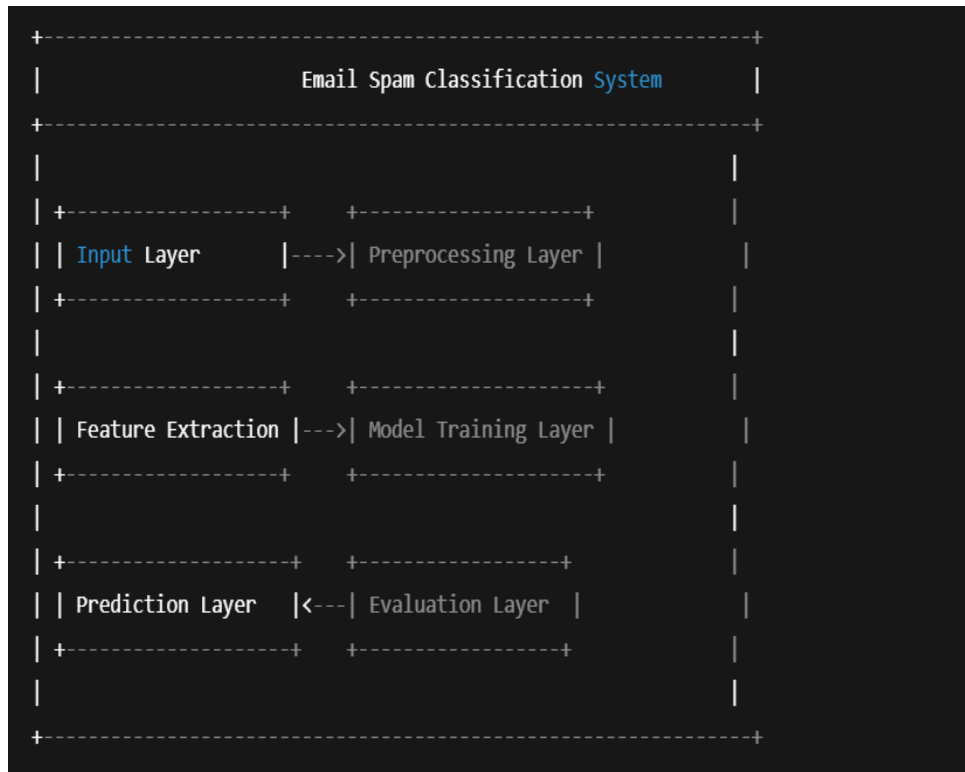 +---------------------------------------------------------------+
|                       Email Spam Classification System        |
+---------------------------------------------------------------+
|                                                             |
| +-------------------+     +--------------------+            |
| | Input Layer       |---->| Preprocessing Layer |            |
| +-------------------+     +--------------------+            |
|                                                             |
| +-------------------+     +---------------------+           |
| | Feature Extraction |--->| Model Training Layer |           |
| +-------------------+     +---------------------+           |
|                                                             |
| +--------------------+    +------------------+              |
| | Prediction Layer   |<---| Evaluation Layer  |              |
| +--------------------+    +------------------+              |
|                                                             |
+---------------------------------------------------------------+